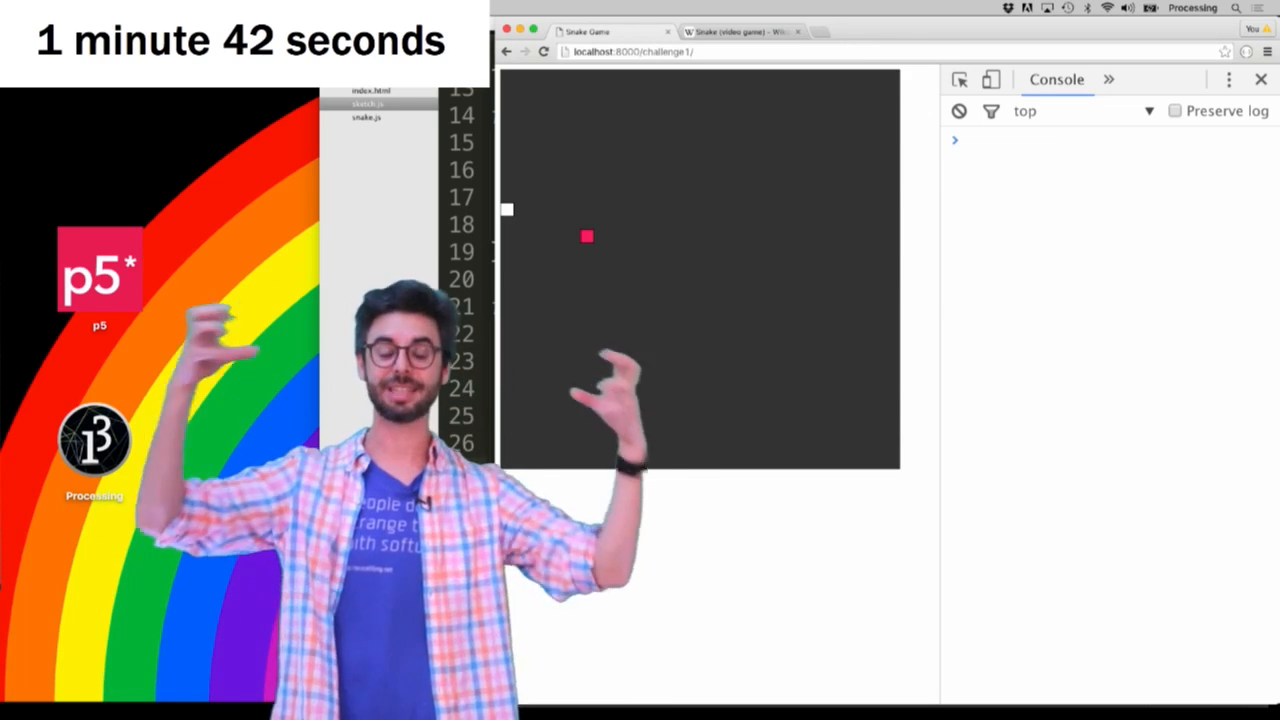 1 minute 42 seconds
Processing
Snake Game
Snake (video game) - Wiki
You
localhost:8000/challenge1/
Console
top
Preserve log
index.html
sketch.js
snake.js
13
14
15
16
17
18
19
20
21
22
23
24
25
26
p5*
p5
Processing
eople d
trange t
ith softw